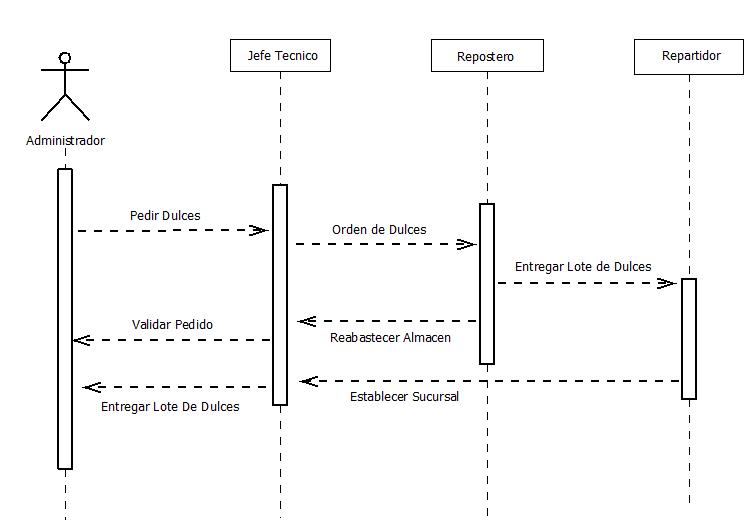 Jefe Tecnico
Repostero
Repartidor
Administrador
Pedir Dulces
Orden de Dulces
Entregar Lote de Dulces
Validar Pedido
Reabastecer Almacen
Entregar Lote De Dulces
Establecer Sucursal